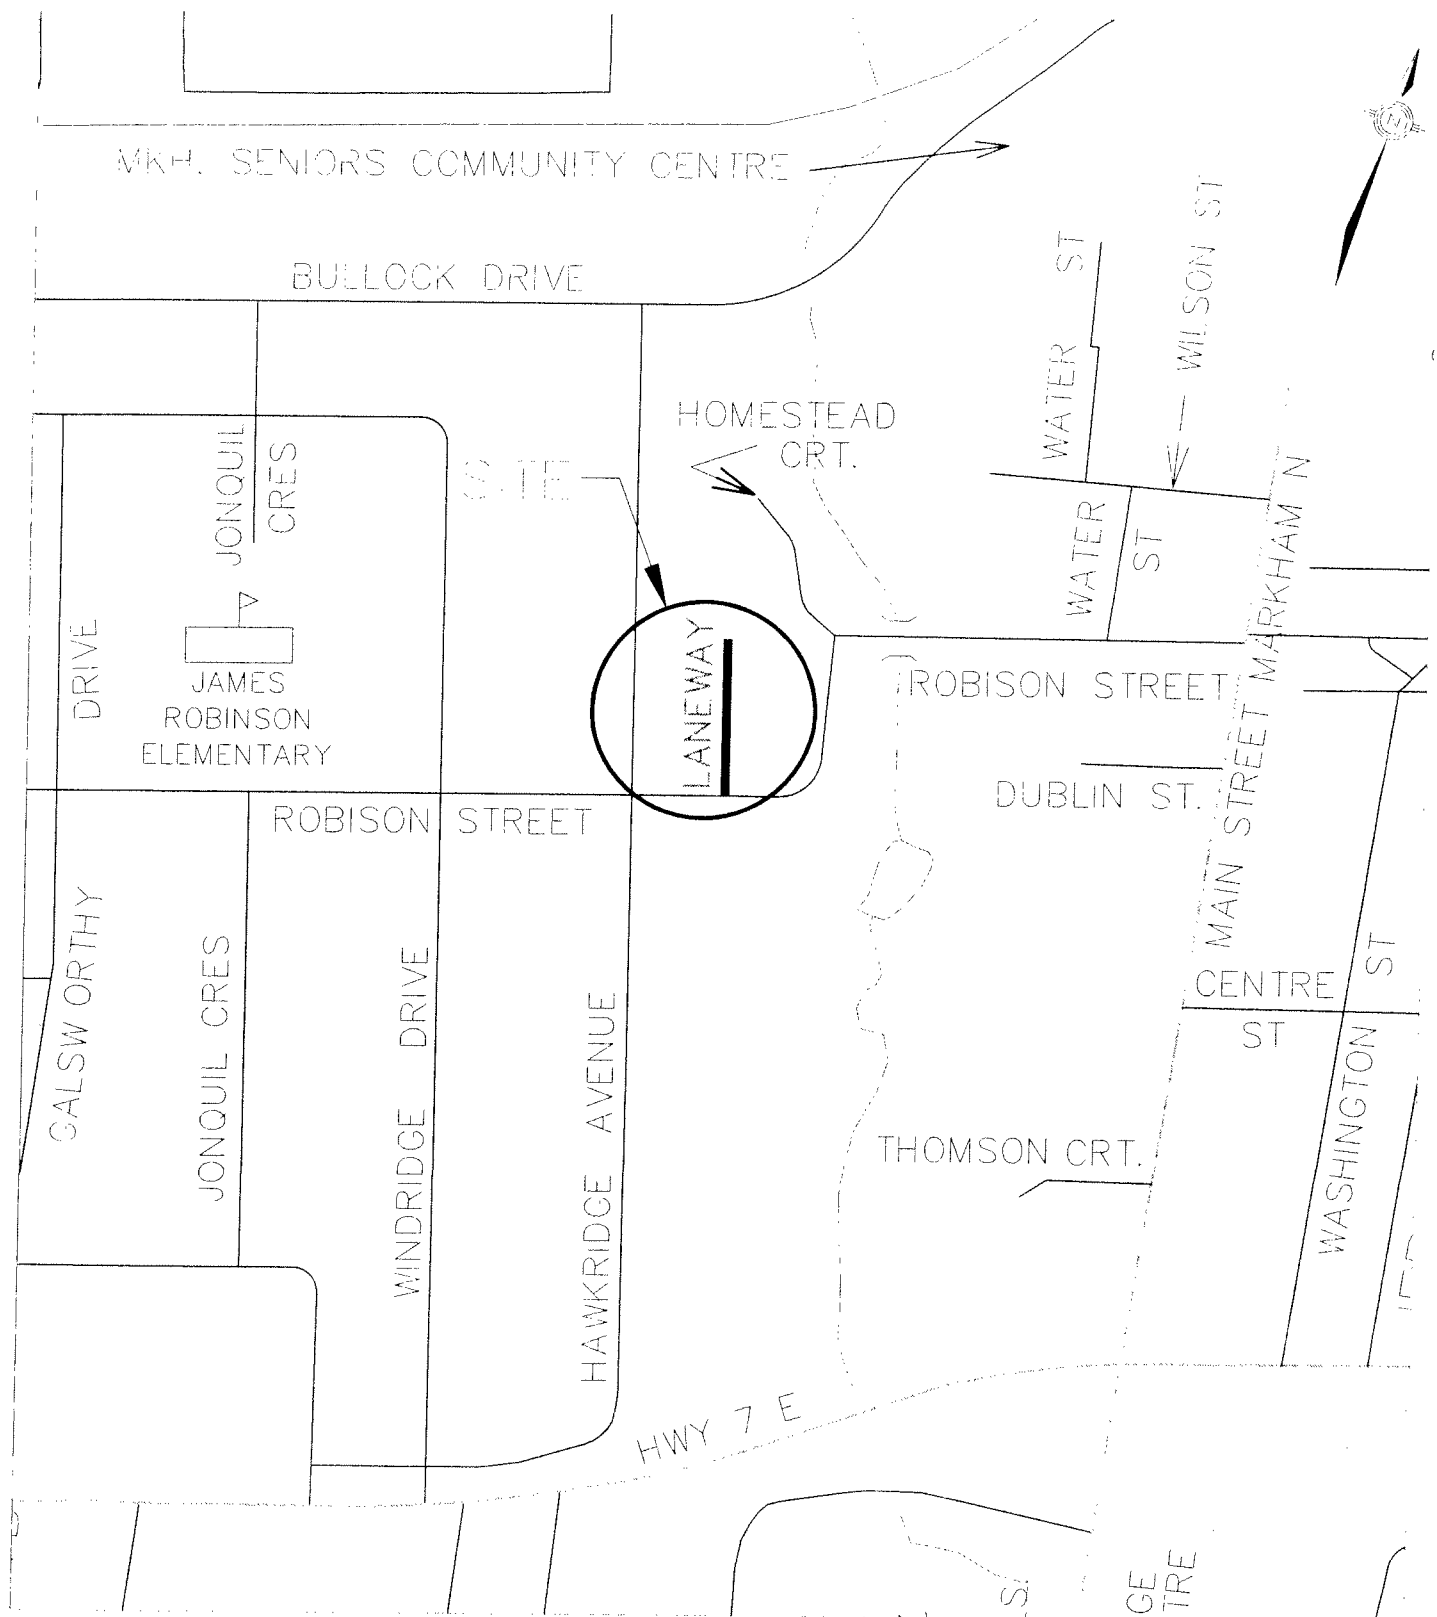 MKH. SENIORS COMMUNITY CENTRE
WILSON ST
WATER ST
BULLOCK DRIVE
HOMESTEAD
CRT.
JONQUIL
CRES
SITE
WATER
ST
MAIN STREET MARKHAM N
LANEWAY
DRIVE
JAMES
ROBINSON
ELEMENTARY
ROBISON STREET
DUBLIN ST.
ROBISON STREET
GALSWORTHY
JONQUIL CRES
WINDRIDGE DRIVE
HAWKRIDGE AVENUE
CENTRE
ST
WASHINGTON ST
THOMSON CRT.
HWY 7 E